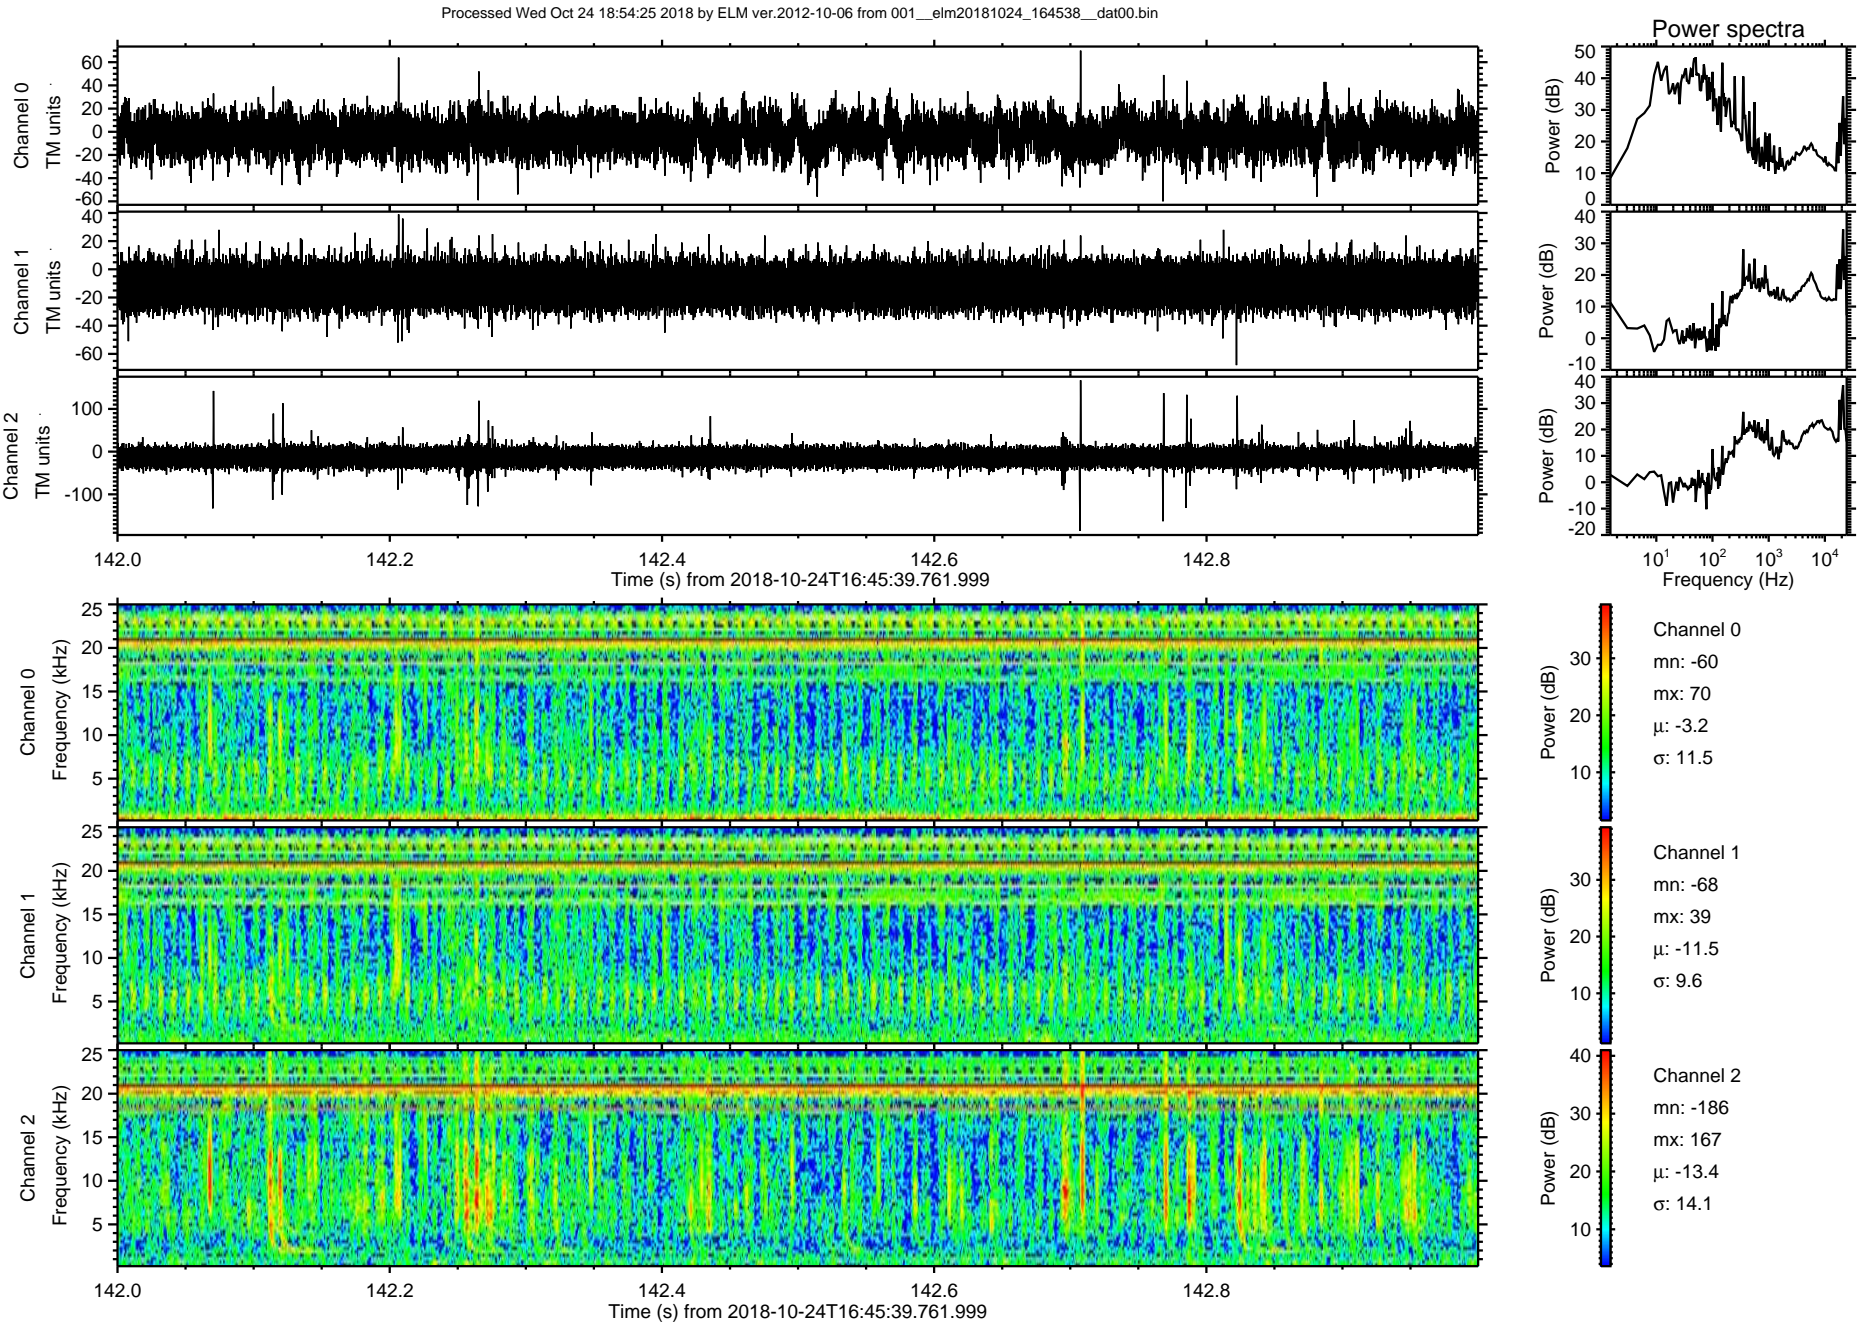 Processed Wed Oct 24 18:54:25 2018 by ELM ver.2012-10-06 from 001__elm20181024_164538__dat00.bin
Power spectra
Channel 0
TM units
60
40
20
0
-20
-40
-60
Power (dB)
50
40
30
20
10
0
Channel 1
TM units
40
20
0
-20
-40
-60
Power (dB)
40
30
20
10
0
-10
Channel 2
TM units
100
0
-100
Power (dB)
40
30
20
10
0
-10
-20
142.0 142.2 142.4 142.6 142.8
Time (s) from 2018-10-24T16:45:39.761.999
10^1 10^2 10^3 10^4
Frequency (Hz)
Channel 0
Frequency (kHz)
25
20
15
10
5
Power (dB)
30
20
10
Channel 0
mn: -60
mx: 70
μ: -3.2
σ: 11.5
Channel 1
Frequency (kHz)
25
20
15
10
5
Power (dB)
30
20
10
Channel 1
mn: -68
mx: 39
μ: -11.5
σ: 9.6
Channel 2
Frequency (kHz)
25
20
15
10
5
Power (dB)
40
30
20
10
Channel 2
mn: -186
mx: 167
μ: -13.4
σ: 14.1
142.0 142.2 142.4 142.6 142.8
Time (s) from 2018-10-24T16:45:39.761.999